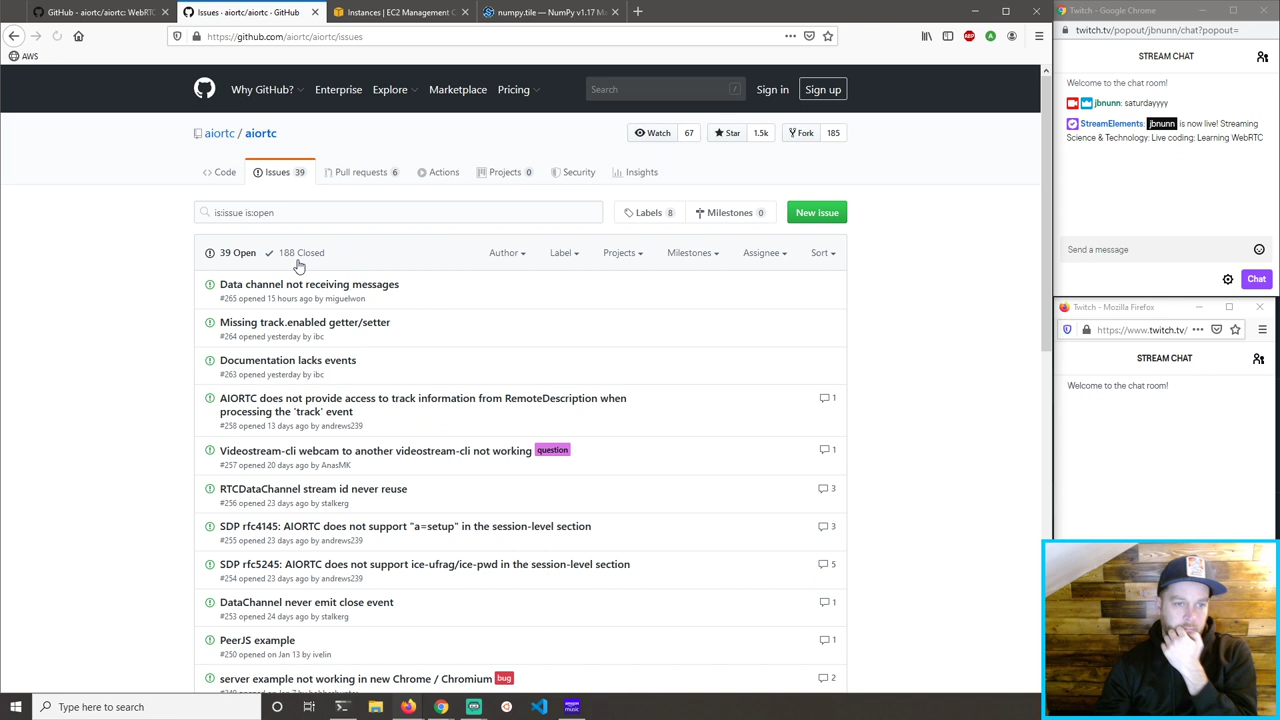 GitHub - aiortc/aiortc: WebRTC
Issues · aiortc/aiortc · GitHub
Instances | EC2 Management C
numpy.tile — NumPy v1.17 M
https://github.com/aiortc/aiortc/issues
AWS
Why GitHub? Enterprise Explore Marketplace Pricing
Search /
Sign in
Sign up
aiortc / aiortc
Watch 67
Star 1.5k
Fork 185
Code
Issues 39
Pull requests 6
Actions
Projects 0
Security
Insights
is:issue is:open
Labels 8
Milestones 0
New issue
39 Open 188 Closed
Author Label Projects Milestones Assignee Sort
Data channel not receiving messages
#265 opened 15 hours ago by miguelwon
Missing track.enabled getter/setter
#264 opened yesterday by ibc
Documentation lacks events
#263 opened yesterday by ibc
AIORTC does not provide access to track information from RemoteDescription when 1
processing the 'track' event
#258 opened 13 days ago by andrews239
Videostream-cli webcam to another videostream-cli not working question 1
#257 opened 20 days ago by AnasMK
RTCDataChannel stream id never reuse 3
#256 opened 23 days ago by stalkerg
SDP rfc4145: AIORTC does not support "a=setup" in the session-level section 3
#255 opened 23 days ago by andrews239
SDP rfc5245: AIORTC does not support ice-ufrag/ice-pwd in the session-level section 5
#254 opened 23 days ago by andrews239
DataChannel never emit close event 1
#253 opened 24 days ago by stalkerg
PeerJS example 1
#250 opened on Jan 13 by ivelin
server example not working in new Chrome / Chromium bug 2
Type here to search
Twitch - Google Chrome
twitch.tv/popout/jbnunn/chat?popout=
STREAM CHAT
Welcome to the chat room!
jbnunn: saturdayyyy
StreamElements: jbnunn is now live! Streaming
Science & Technology: Live coding: Learning WebRTC
Send a message
Chat
Twitch - Mozilla Firefox
https://www.twitch.tv/
STREAM CHAT
Welcome to the chat room!